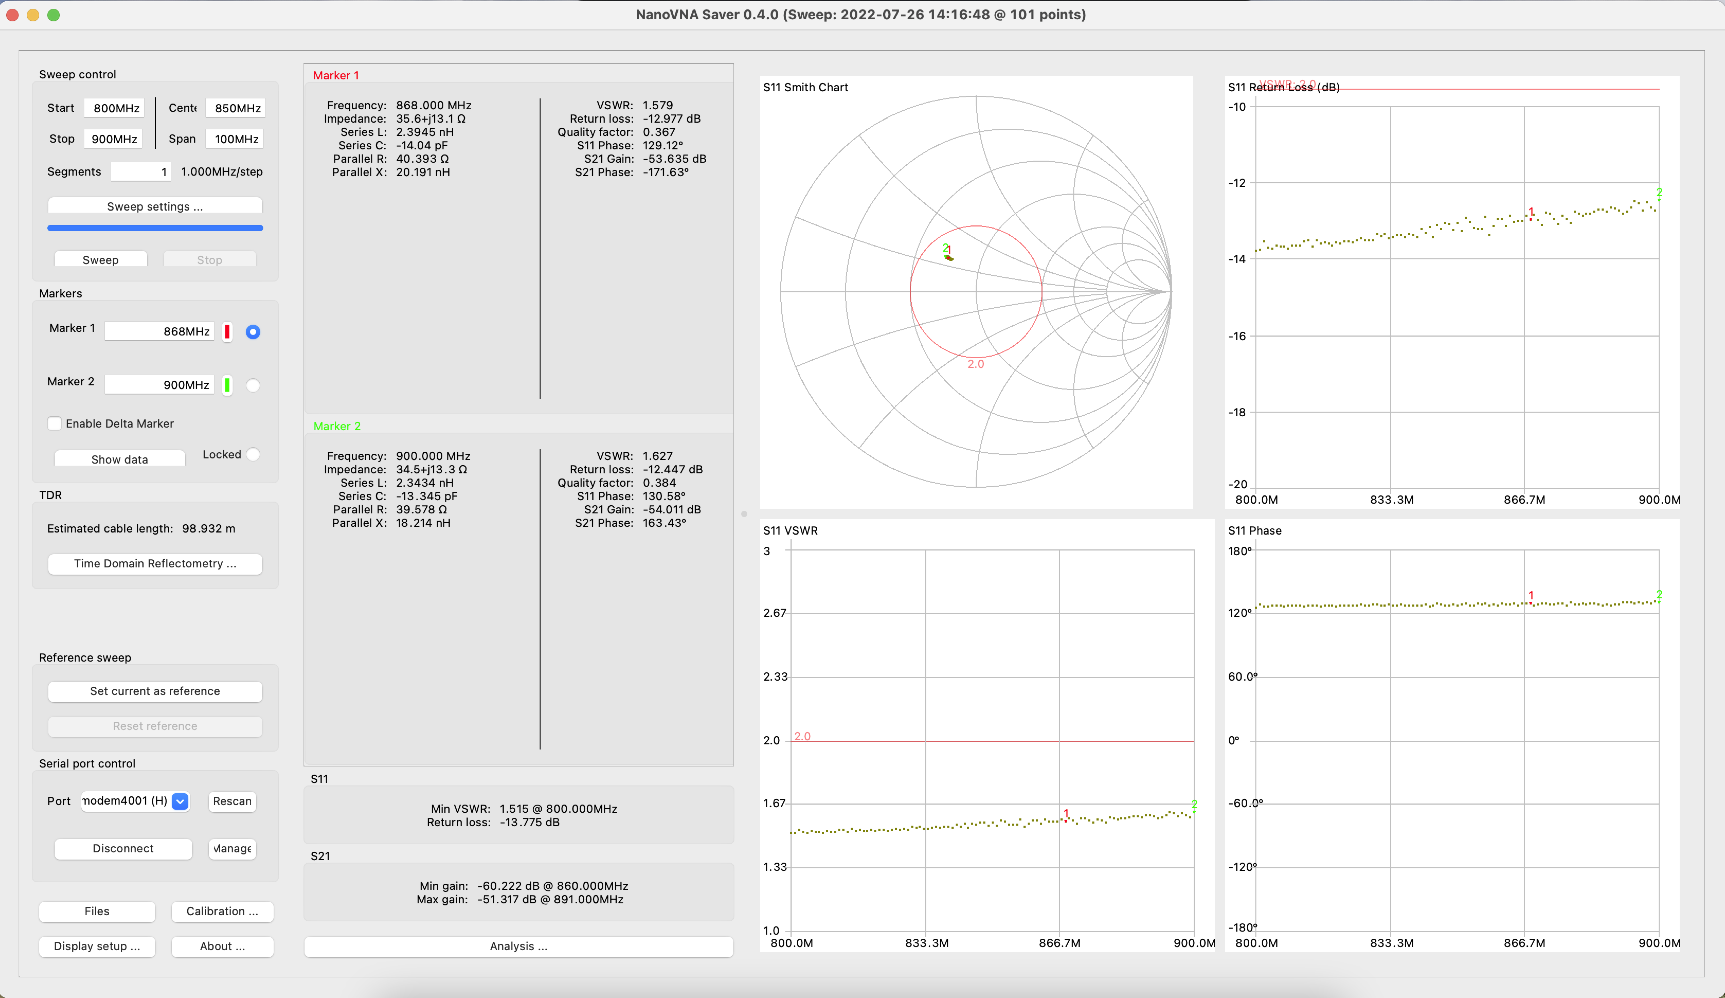 NanoVNA Saver 0.4.0 (Sweep: 2022-07-26 14:16:48 @ 101 points)
Sweep control
Start 800MHz Cente 850MHz
Stop 900MHz Span 100MHz
Segments 1 1.000MHz/step
Sweep settings ...
Sweep Stop
Markers
Marker 1 868MHz
Marker 2 900MHz
Enable Delta Marker
Show data Locked
TDR
Estimated cable length: 98.932 m
Time Domain Reflectometry ...
Reference sweep
Set current as reference
Reset reference
Serial port control
Port modem4001 (H) Rescan
Disconnect Manage
Files Calibration ...
Display setup ... About ...
Marker 1
Frequency: 868.000 MHz
Impedance: 35.6+j13.1 Ω
Series L: 2.3945 nH
Series C: -14.04 pF
Parallel R: 40.393 Ω
Parallel X: 20.191 nH
VSWR: 1.579
Return loss: -12.977 dB
Quality factor: 0.367
S11 Phase: 129.12°
S21 Gain: -53.635 dB
S21 Phase: -171.63°
Marker 2
Frequency: 900.000 MHz
Impedance: 34.5+j13.3 Ω
Series L: 2.3434 nH
Series C: -13.345 pF
Parallel R: 39.578 Ω
Parallel X: 18.214 nH
VSWR: 1.627
Return loss: -12.447 dB
Quality factor: 0.384
S11 Phase: 130.58°
S21 Gain: -54.011 dB
S21 Phase: 163.43°
S11
Min VSWR: 1.515 @ 800.000MHz
Return loss: -13.775 dB
S21
Min gain: -60.222 dB @ 860.000MHz
Max gain: -51.317 dB @ 891.000MHz
Analysis ...
S11 Smith Chart
2 1
2.0
VSWR: 2.0
S11 Return Loss (dB)
-10
-12
-14
-16
-18
-20
1
2
800.0M 833.3M 866.7M 900.0M
S11 VSWR
3
2.67
2.33
2.0
2.0
1.67
1.33
1.0
1
2
800.0M 833.3M 866.7M 900.0M
S11 Phase
180°
120°
60.0°
0°
-60.0°
-120°
-180°
1
2
800.0M 833.3M 866.7M 900.0M